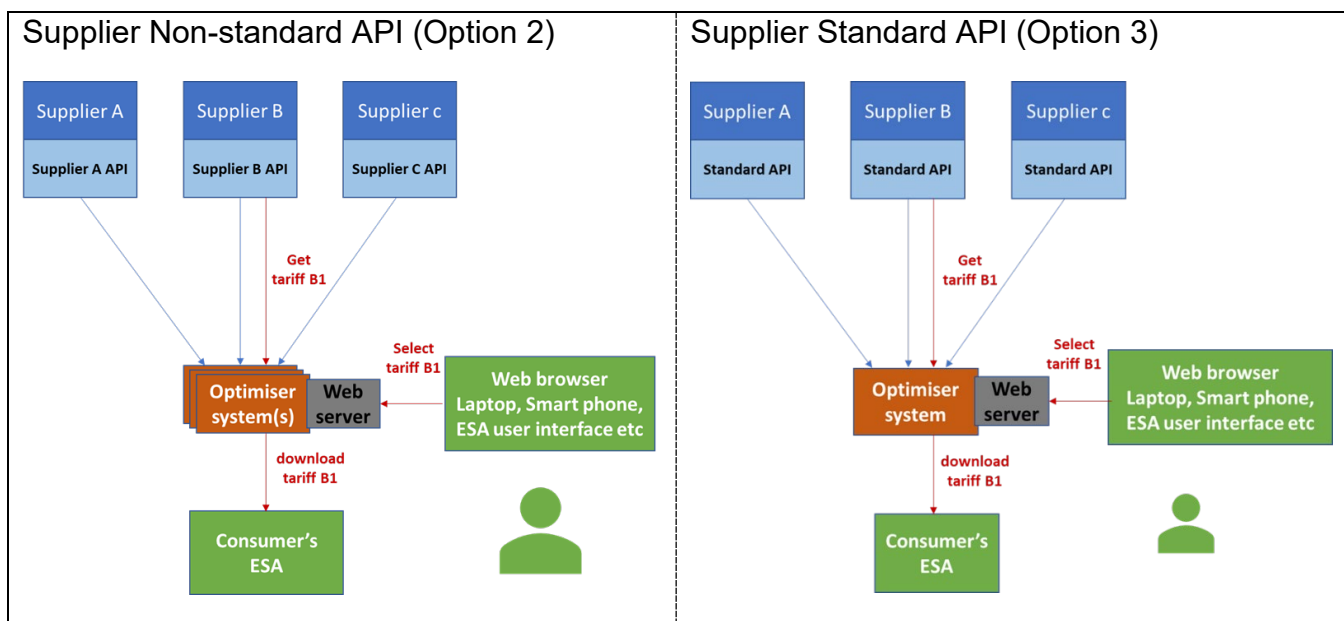 Supplier Non-standard API (Option 2)
Supplier A
Supplier B
Supplier c
Supplier A API
Supplier B API
Supplier C API
Get
tariff B1
Select
tariff B1
Optimiser
system(s)
Web
server
Web browser
Laptop, Smart phone,
ESA user interface etc
download
tariff B1
Consumer's
ESA
Supplier Standard API (Option 3)
Supplier A
Supplier B
Supplier c
Standard API
Standard API
Standard API
Get
tariff B1
Select
tariff B1
Optimiser
system
Web
server
Web browser
Laptop, Smart phone,
ESA user interface etc
download
tariff B1
Consumer's
ESA